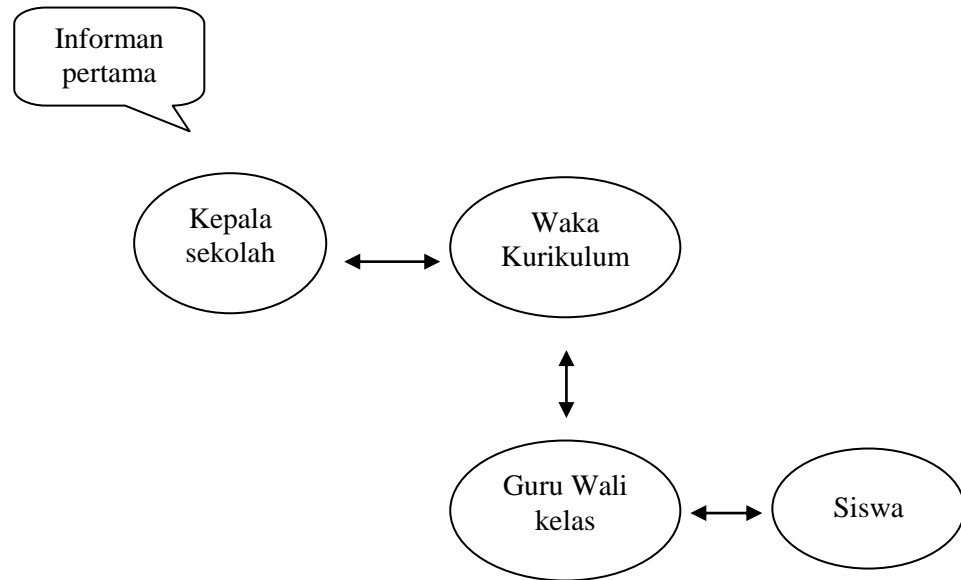 Informan
pertama
Kepala
sekolah
Waka
Kurikulum
Guru Wali
kelas
Siswa